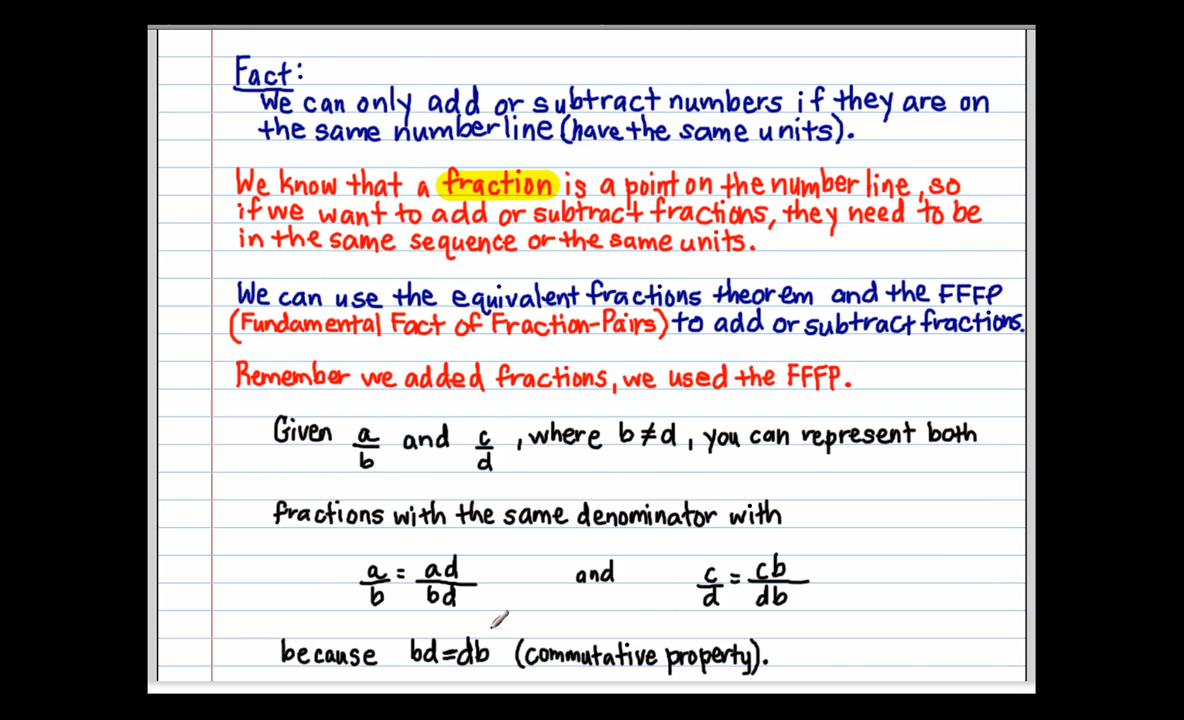 Fact:
We can only add or subtract numbers if they are on
the same number line (have the same units).
We know that a fraction is a point on the number line, so
if we want to add or subtract fractions, they need to be
in the same sequence or the same units.
We can use the equivalent fractions theorem and the FFFP
(Fundamental Fact of Fraction-Pairs) to add or subtract fractions.
Remember we added fractions, we used the FFFP.
Given a/b and c/d, where b≠d, you can represent both
fractions with the same denominator with
a/b = ad/bd and c/d = cb/db
because bd=db (commutative property).